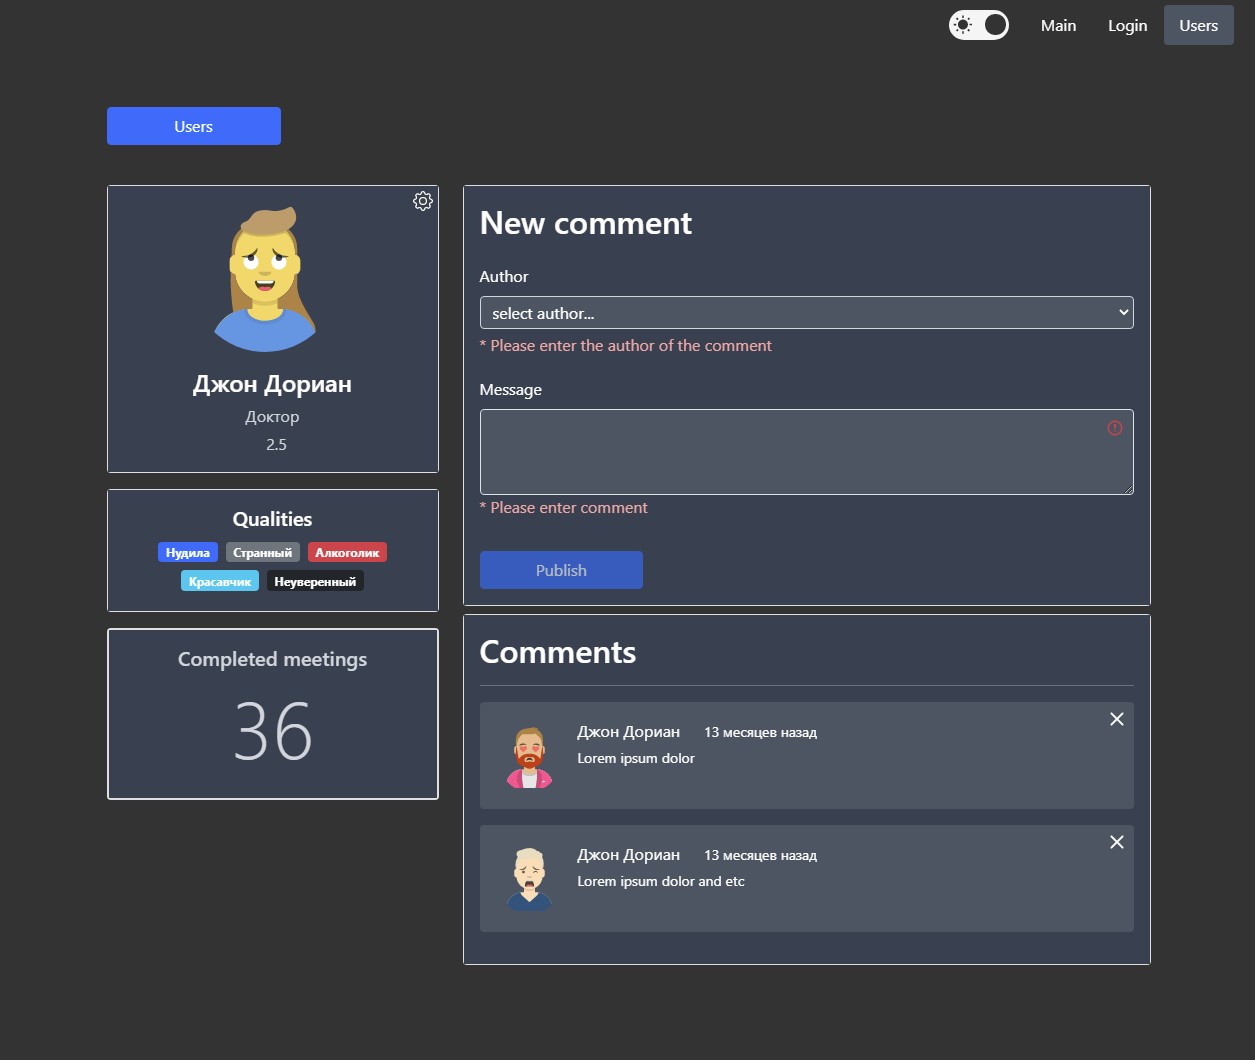 Main
Login
Users
Users
Джон Дориан
Доктор
2.5
Qualities
Нудила Странный Алкоголик
Красавчик Неуверенный
Completed meetings
36
New comment
Author
select author...
* Please enter the author of the comment
Message
* Please enter comment
Publish
Comments
Джон Дориан 13 месяцев назад
Lorem ipsum dolor
Джон Дориан 13 месяцев назад
Lorem ipsum dolor and etc